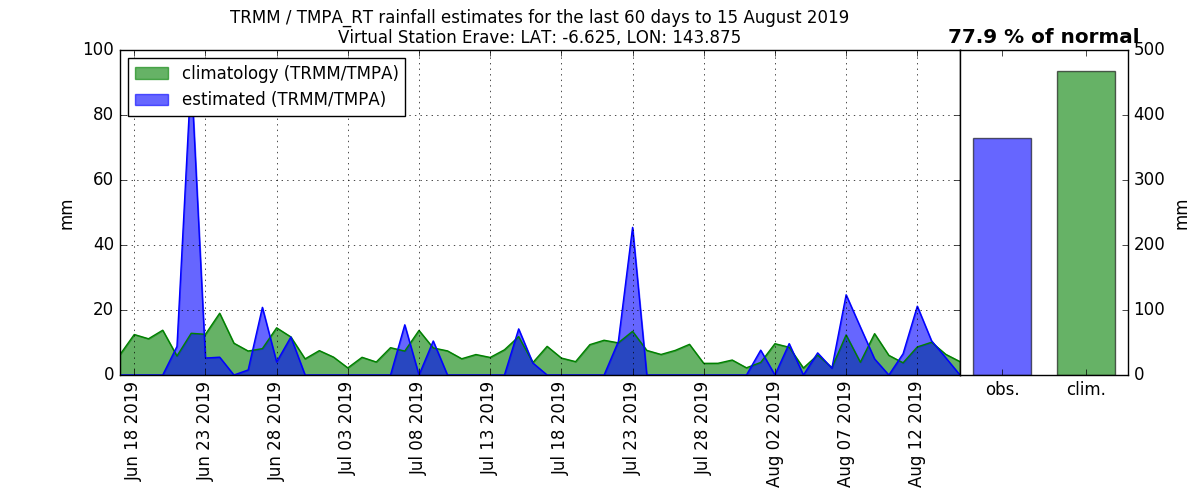 TRMM / TMPA_RT rainfall estimates for the last 60 days to 15 August 2019
Virtual Station Erave: LAT: -6.625, LON: 143.875
77.9 % of normal
climatology (TRMM/TMPA)
estimated (TRMM/TMPA)
100
80
60
40
20
0
mm
Jun 18 2019
Jun 23 2019
Jun 28 2019
Jul 03 2019
Jul 08 2019
Jul 13 2019
Jul 18 2019
Jul 23 2019
Jul 28 2019
Aug 02 2019
Aug 07 2019
Aug 12 2019
obs.
clim.
500
400
300
200
100
0
mm